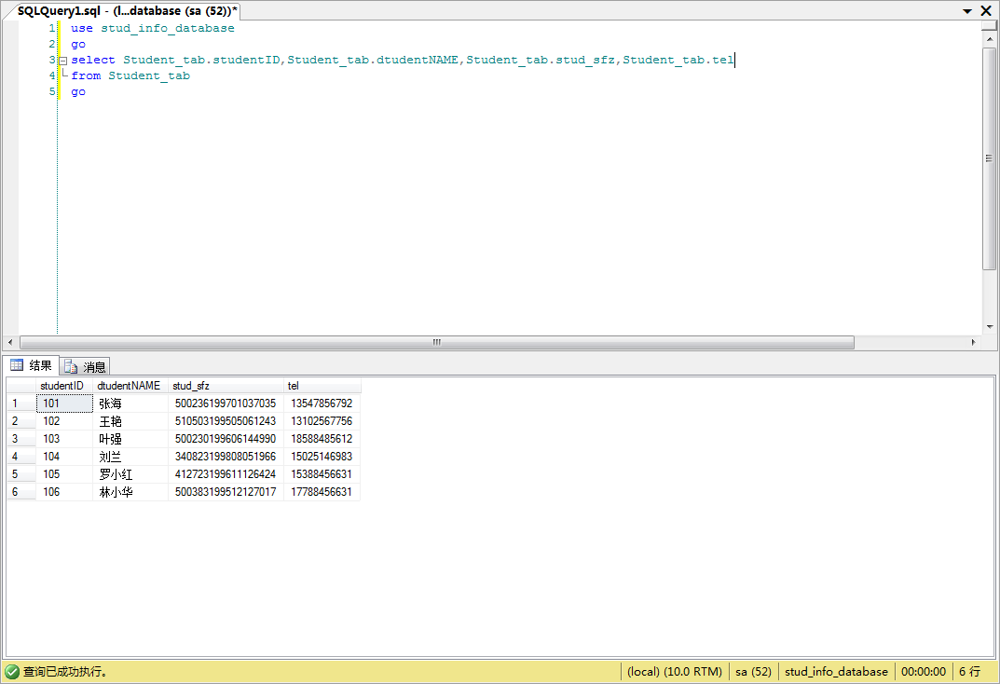 SQLQuery1.sql - (l...database (sa (52))*
1 use stud_info_database
2 go
3 select Student_tab.studentID,Student_tab.dtudentNAME,Student_tab.stud_sfz,Student_tab.tel
4 from Student_tab
5 go
结果 消息
studentID dtudentNAME stud_sfz tel
1 101 张海 500236199701037035 13547856792
2 102 王艳 510503199505061243 13102567756
3 103 叶强 500230199606144990 18588485612
4 104 刘兰 340823199808051966 15025146983
5 105 罗小红 412723199611126424 15388456631
6 106 林小华 500383199512127017 17788456631
查询已成功执行。 (local) (10.0 RTM) sa (52) stud_info_database 00:00:00 6 行